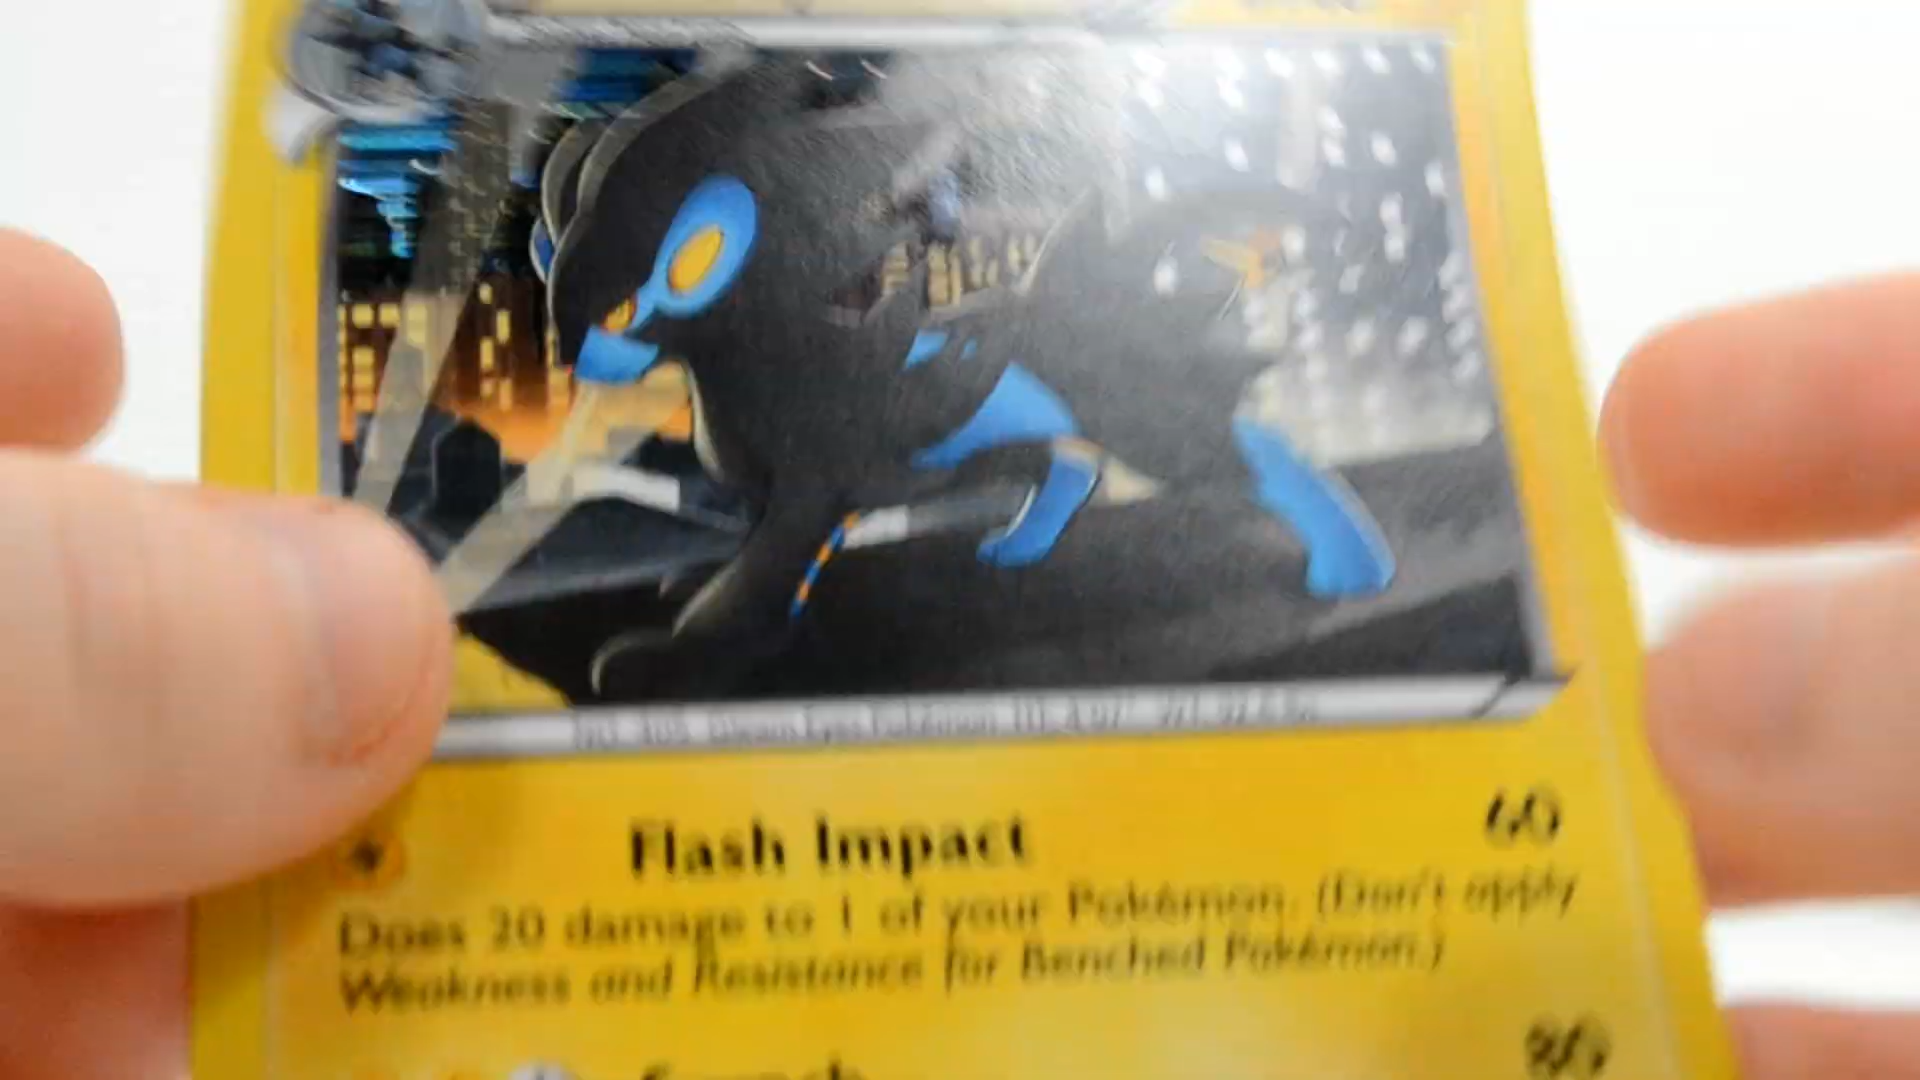 Flash Impact 60
Does 20 damage to 1 of your Pokémon. (Don't apply
Weakness and Resistance for Benched Pokémon.)
80